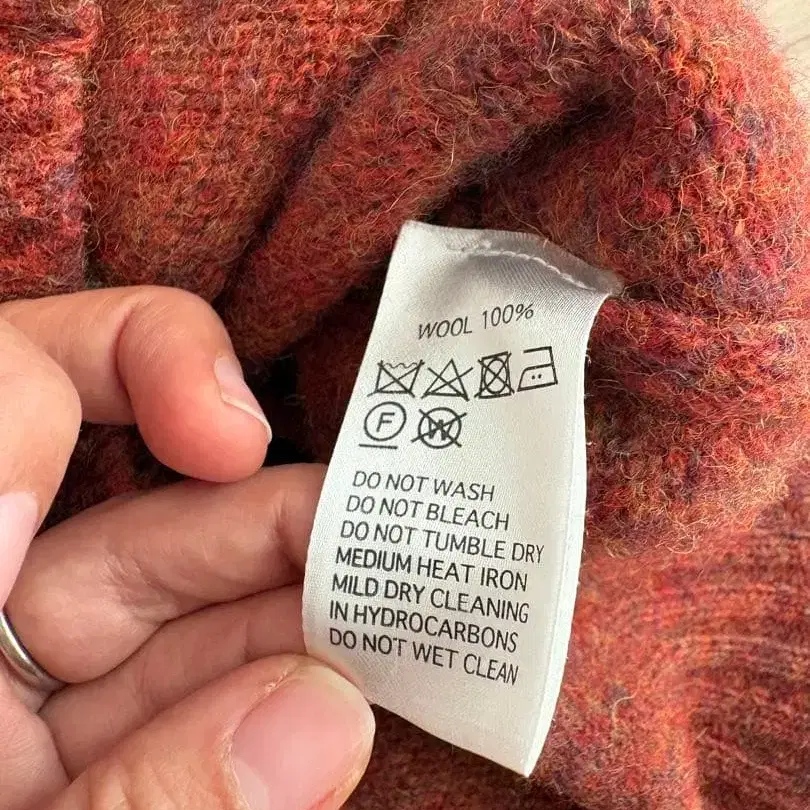 WOOL 100%
F W
DO NOT WASH
DO NOT BLEACH
DO NOT TUMBLE DRY
MEDIUM HEAT IRON
MILD DRY CLEANING
IN HYDROCARBONS
DO NOT WET CLEAN